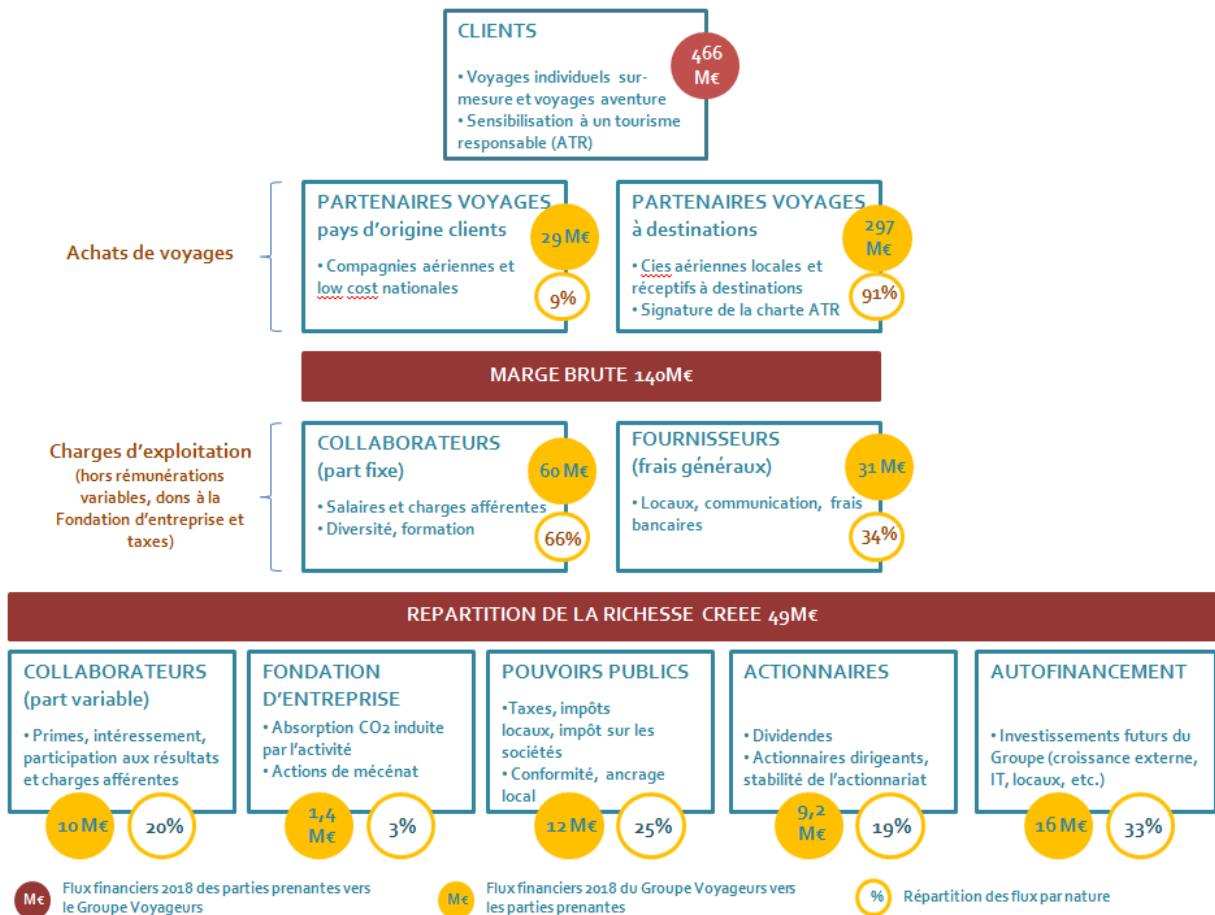 CLIENTS
466
M€
• Voyages individuels sur-
mesure et voyages aventure
• Sensibilisation à un tourisme
responsable (ATR)
Achats de voyages
PARTENAIRES VOYAGES
pays d'origine clients
29 M€
• Compagnies aériennes et
low cost nationales
9%
PARTENAIRES VOYAGES
à destinations
297
M€
• Cies aériennes locales et
réceptifs à destinations
• Signature de la charte ATR
91%
MARGE BRUTE 140M€
Charges d'exploitation
(hors rémunérations
variables, dons à la
Fondation d'entreprise et
taxes)
COLLABORATEURS
(part fixe)
60 M€
• Salaires et charges afférentes
• Diversité, formation
66%
FOURNISSEURS
(frais généraux)
31 M€
• Locaux, communication, frais
bancaires
34%
REPARTITION DE LA RICHESSE CREEE 49M€
COLLABORATEURS
(part variable)
• Primes, intéressement,
participation aux résultats
et charges afférentes
10 M€
20%
FONDATION
D'ENTREPRISE
• Absorption CO2 induite
par l'activité
• Actions de mécénat
1,4
M€
3%
POUVOIRS PUBLICS
•Taxes, impôts
locaux, impôt sur les
sociétés
• Conformité, ancrage
local
12 M€
25%
ACTIONNAIRES
• Dividendes
• Actionnaires dirigeants,
stabilité de l'actionnariat
9,2
M€
19%
AUTOFINANCEMENT
• Investissements futurs du
Groupe (croissance externe,
IT, locaux, etc.)
16 M€
33%
M€
Flux financiers 2018 des parties prenantes vers
le Groupe Voyageurs
M€
Flux financiers 2018 du Groupe Voyageurs vers
les parties prenantes
%
Répartition des flux par nature